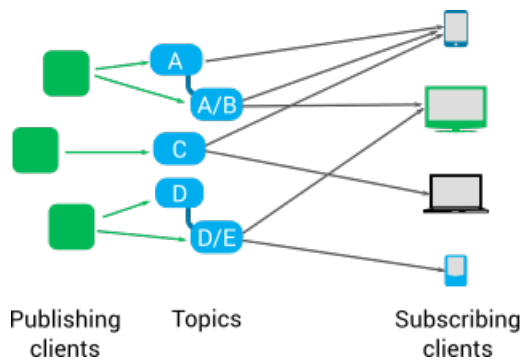 A
A/B
C
D
D/E
Publishing clients
Topics
Subscribing clients